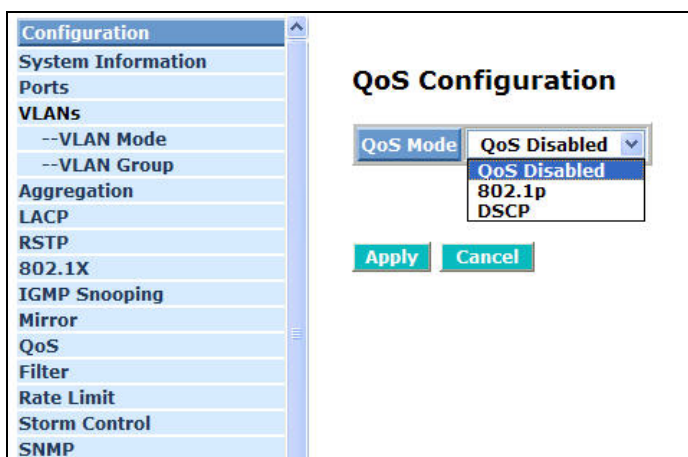 Configuration
System Information
Ports
VLANs
--VLAN Mode
--VLAN Group
Aggregation
LACP
RSTP
802.1X
IGMP Snooping
Mirror
QoS
Filter
Rate Limit
Storm Control
SNMP
QoS Configuration
QoS Mode QoS Disabled
QoS Disabled
802.1p
DSCP
Apply Cancel